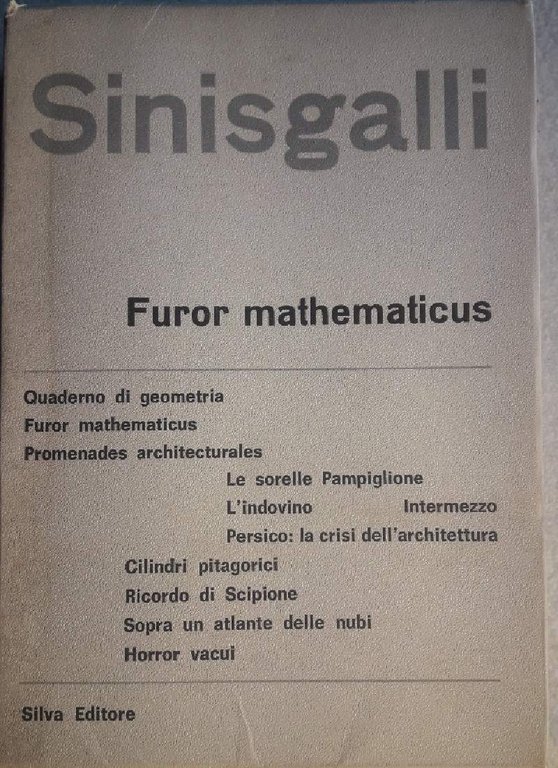 Sinisgalli
Furor mathematicus
Quaderno di geometria
Furor mathematicus
Promenades architecturales
Le sorelle Pampiglione
L'indovino Intermezzo
Persico: la crisi dell'architettura
Cilindri pitagorici
Ricordo di Scipione
Sopra un atlante delle nubi
Horror vacui
Silva Editore